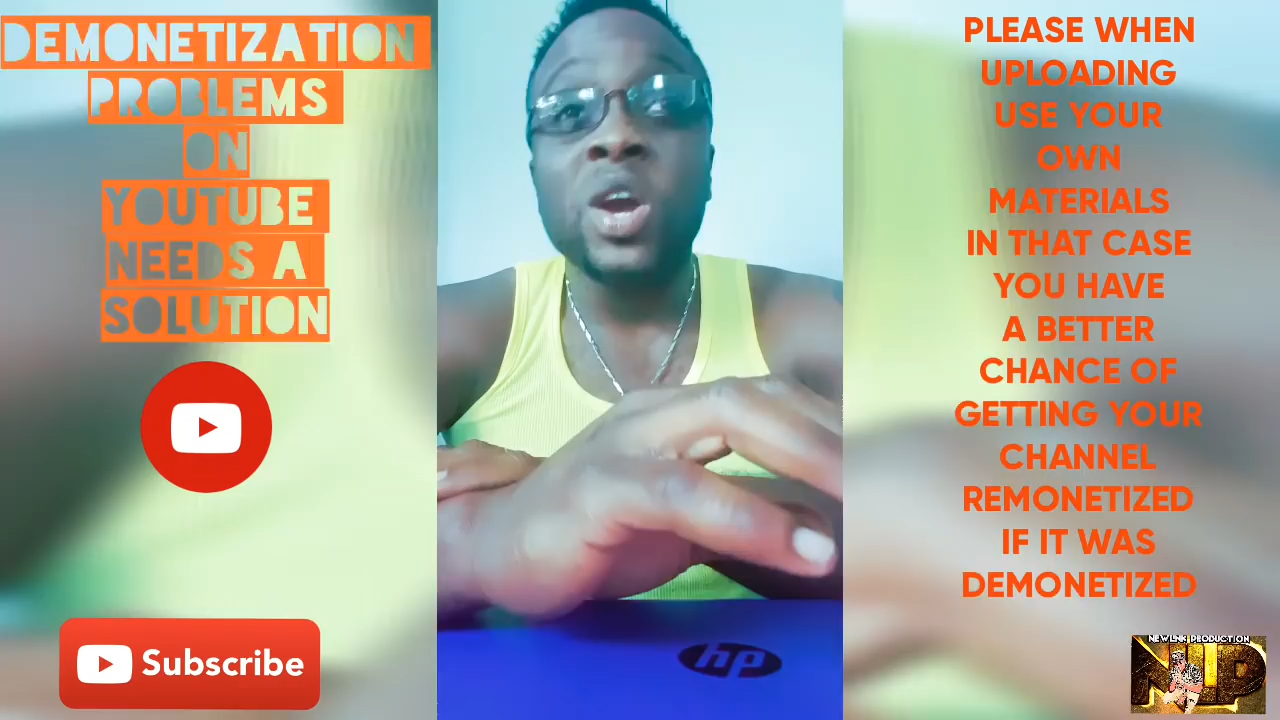 DEMONETIZATION
PROBLEMS
ON
YOUTUBE
NEEDS A
SOLUTION
Subscribe
hp
PLEASE WHEN
UPLOADING
USE YOUR
OWN
MATERIALS
IN THAT CASE
YOU HAVE
A BETTER
CHANCE OF
GETTING YOUR
CHANNEL
REMONETIZED
IF IT WAS
DEMONETIZED
NEWLINK PRODUCTION
NLP